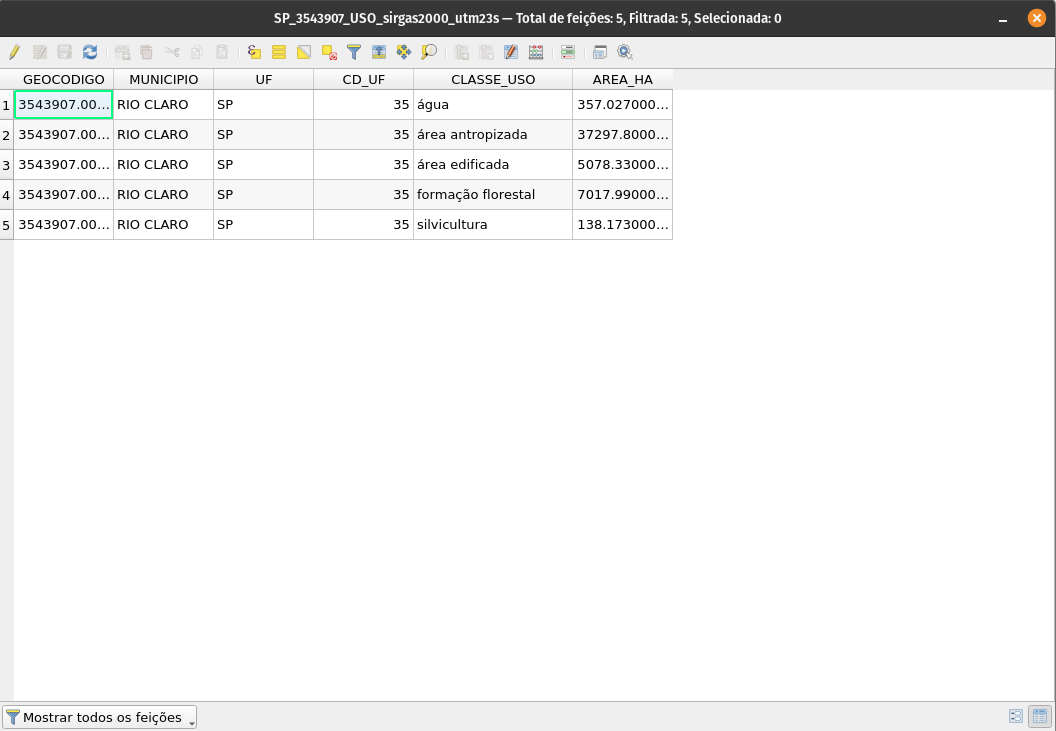 SP_3543907_USO_sirgas2000_utm23s — Total de feições: 5, Filtrada: 5, Selecionada: 0
GEOCODIGO MUNICIPIO UF CD_UF CLASSE_USO AREA_HA
1 3543907.00... RIO CLARO SP 35 água 357.027000...
2 3543907.00... RIO CLARO SP 35 área antropizada 37297.8000...
3 3543907.00... RIO CLARO SP 35 área edificada 5078.33000...
4 3543907.00... RIO CLARO SP 35 formação florestal 7017.99000...
5 3543907.00... RIO CLARO SP 35 silvicultura 138.173000...
Mostrar todos os feições